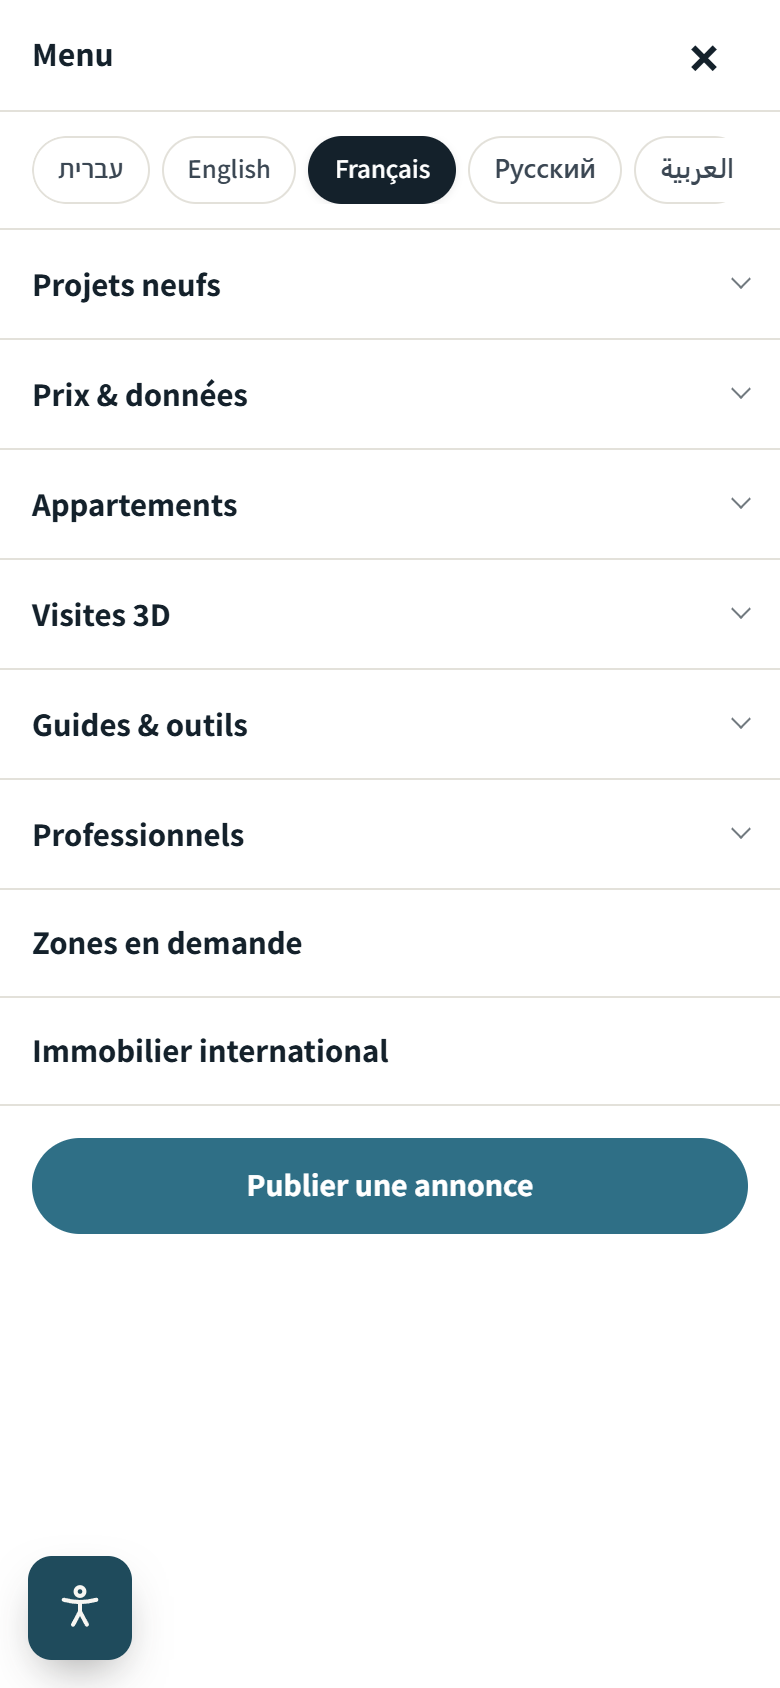 Menu
עברית English Français Русский العربية
Projets neufs
Prix & données
Appartements
Visites 3D
Guides & outils
Professionnels
Zones en demande
Immobilier international
Publier une annonce